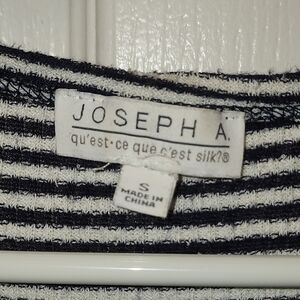 JOSEPH A.
qu'est-ce que c'est silk?®
S
MADE IN
CHINA